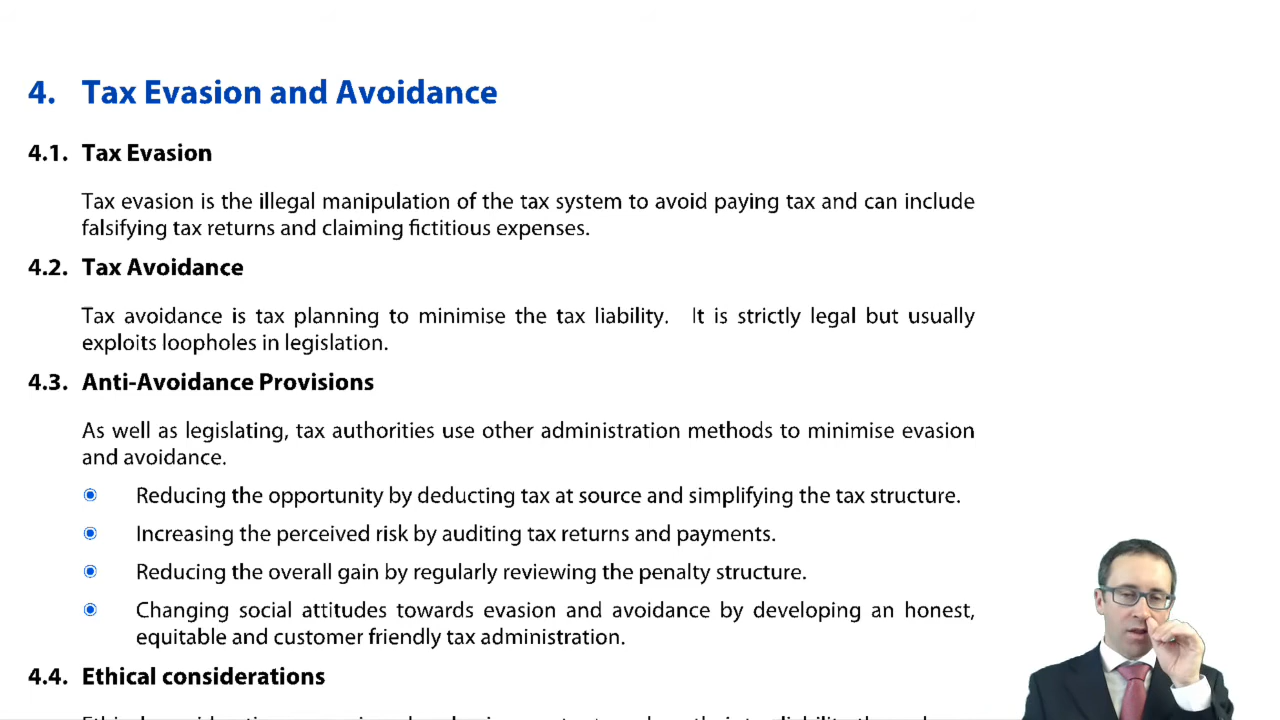 4. Tax Evasion and Avoidance
4.1. Tax Evasion
Tax evasion is the illegal manipulation of the tax system to avoid paying tax and can include
falsifying tax returns and claiming fictitious expenses.
4.2. Tax Avoidance
Tax avoidance is tax planning to minimise the tax liability. It is strictly legal but usually
exploits loopholes in legislation.
4.3. Anti-Avoidance Provisions
As well as legislating, tax authorities use other administration methods to minimise evasion
and avoidance.
Reducing the opportunity by deducting tax at source and simplifying the tax structure.
Increasing the perceived risk by auditing tax returns and payments.
Reducing the overall gain by regularly reviewing the penalty structure.
Changing social attitudes towards evasion and avoidance by developing an honest,
equitable and customer friendly tax administration.
4.4. Ethical considerations